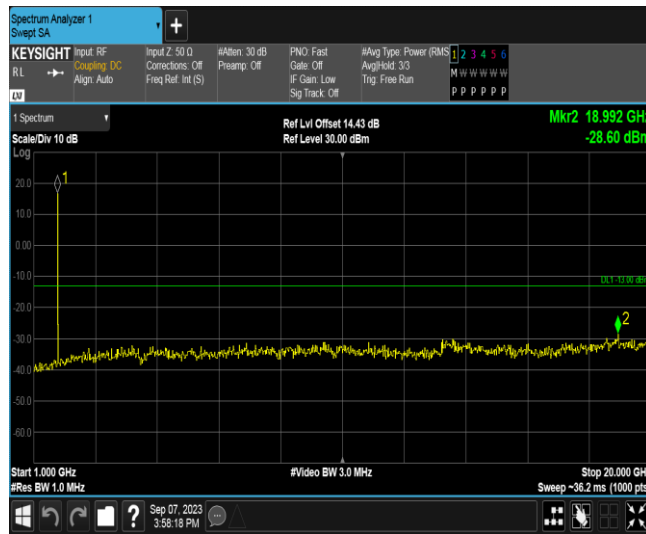 Spectrum Analyzer 1
Swept SA
+
KEYSIGHT Input: RF Input Z: 50 Ω #Atten: 30 dB PNO: Fast #Avg Type: Power (RMS 1 2 3 4 5 6
RL Coupling: DC Corrections: Off Preamp: Off Gate: Off Avg|Hold: 3/3 M W W W W W
Align: Auto Freq Ref: Int (S) IF Gain: Low Trig: Free Run
LXI Sig Track: Off P P P P P P
1 Spectrum Ref Lvl Offset 14.43 dB Mkr2 18.992 GHz
Scale/Div 10 dB Ref Level 30.00 dBm -28.60 dBm
Log
1
20.0
10.0
0.00
-10.0 DL1 -13.00 dBm
-20.0
2
-30.0
-40.0
-50.0
-60.0
Start 1.000 GHz #Video BW 3.0 MHz Stop 20.000 GHz
#Res BW 1.0 MHz Sweep ~36.2 ms (1000 pts)
? Sep 07, 2023
3:58:18 PM